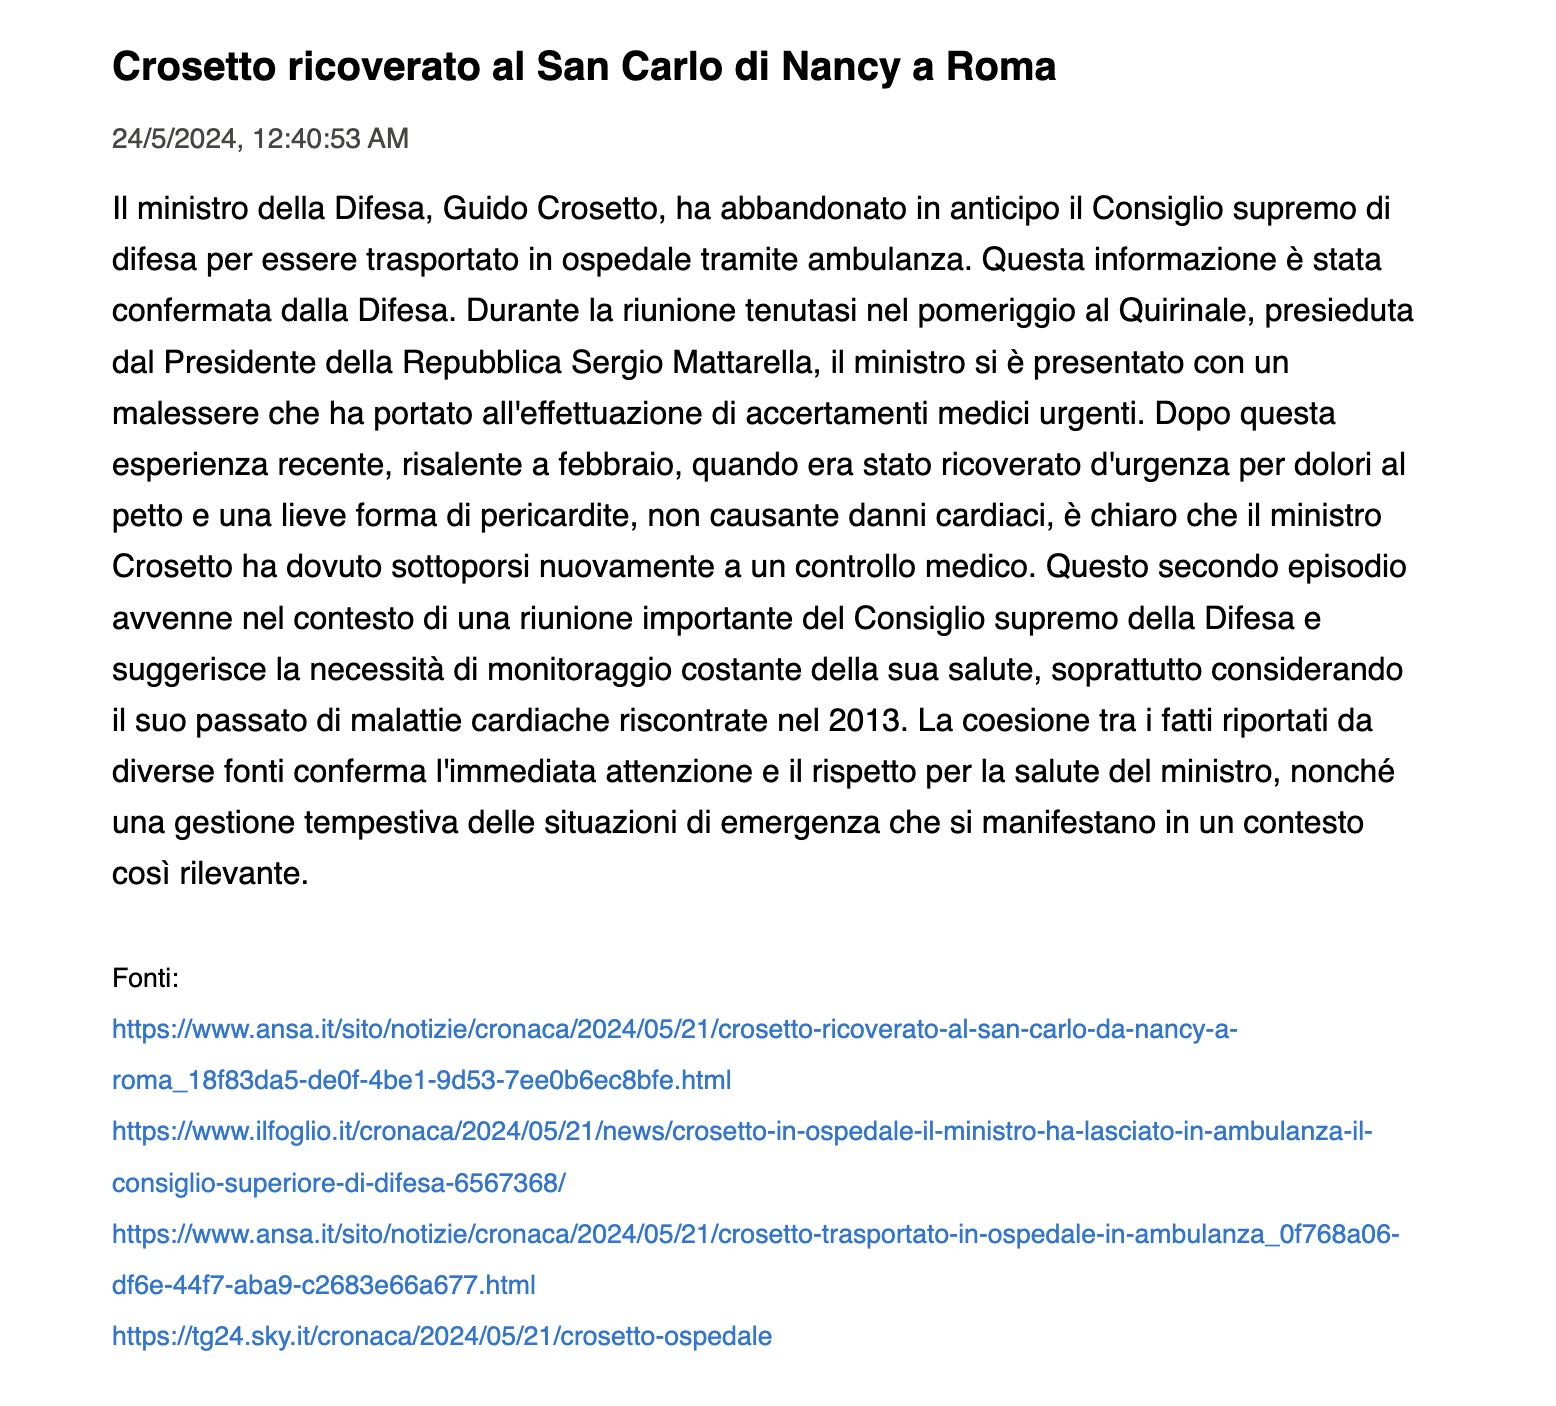 Crosetto ricoverato al San Carlo di Nancy a Roma
24/5/2024, 12:40:53 AM
Il ministro della Difesa, Guido Crosetto, ha abbandonato in anticipo il Consiglio supremo di
difesa per essere trasportato in ospedale tramite ambulanza. Questa informazione è stata
confermata dalla Difesa. Durante la riunione tenutasi nel pomeriggio al Quirinale, presieduta
dal Presidente della Repubblica Sergio Mattarella, il ministro si è presentato con un
malessere che ha portato all'effettuazione di accertamenti medici urgenti. Dopo questa
esperienza recente, risalente a febbraio, quando era stato ricoverato d'urgenza per dolori al
petto e una lieve forma di pericardite, non causante danni cardiaci, è chiaro che il ministro
Crosetto ha dovuto sottoporsi nuovamente a un controllo medico. Questo secondo episodio
avvenne nel contesto di una riunione importante del Consiglio supremo della Difesa e
suggerisce la necessità di monitoraggio costante della sua salute, soprattutto considerando
il suo passato di malattie cardiache riscontrate nel 2013. La coesione tra i fatti riportati da
diverse fonti conferma l'immediata attenzione e il rispetto per la salute del ministro, nonché
una gestione tempestiva delle situazioni di emergenza che si manifestano in un contesto
così rilevante.
Fonti:
https://www.ansa.it/sito/notizie/cronaca/2024/05/21/crosetto-ricoverato-al-san-carlo-da-nancy-a-
roma_18f83da5-de0f-4be1-9d53-7ee0b6ec8bfe.html
https://www.ilfoglio.it/cronaca/2024/05/21/news/crosetto-in-ospedale-il-ministro-ha-lasciato-in-ambulanza-il-
consiglio-superiore-di-difesa-6567368/
https://www.ansa.it/sito/notizie/cronaca/2024/05/21/crosetto-trasportato-in-ospedale-in-ambulanza_0f768a06-
df6e-44f7-aba9-c2683e66a677.html
https://tg24.sky.it/cronaca/2024/05/21/crosetto-ospedale